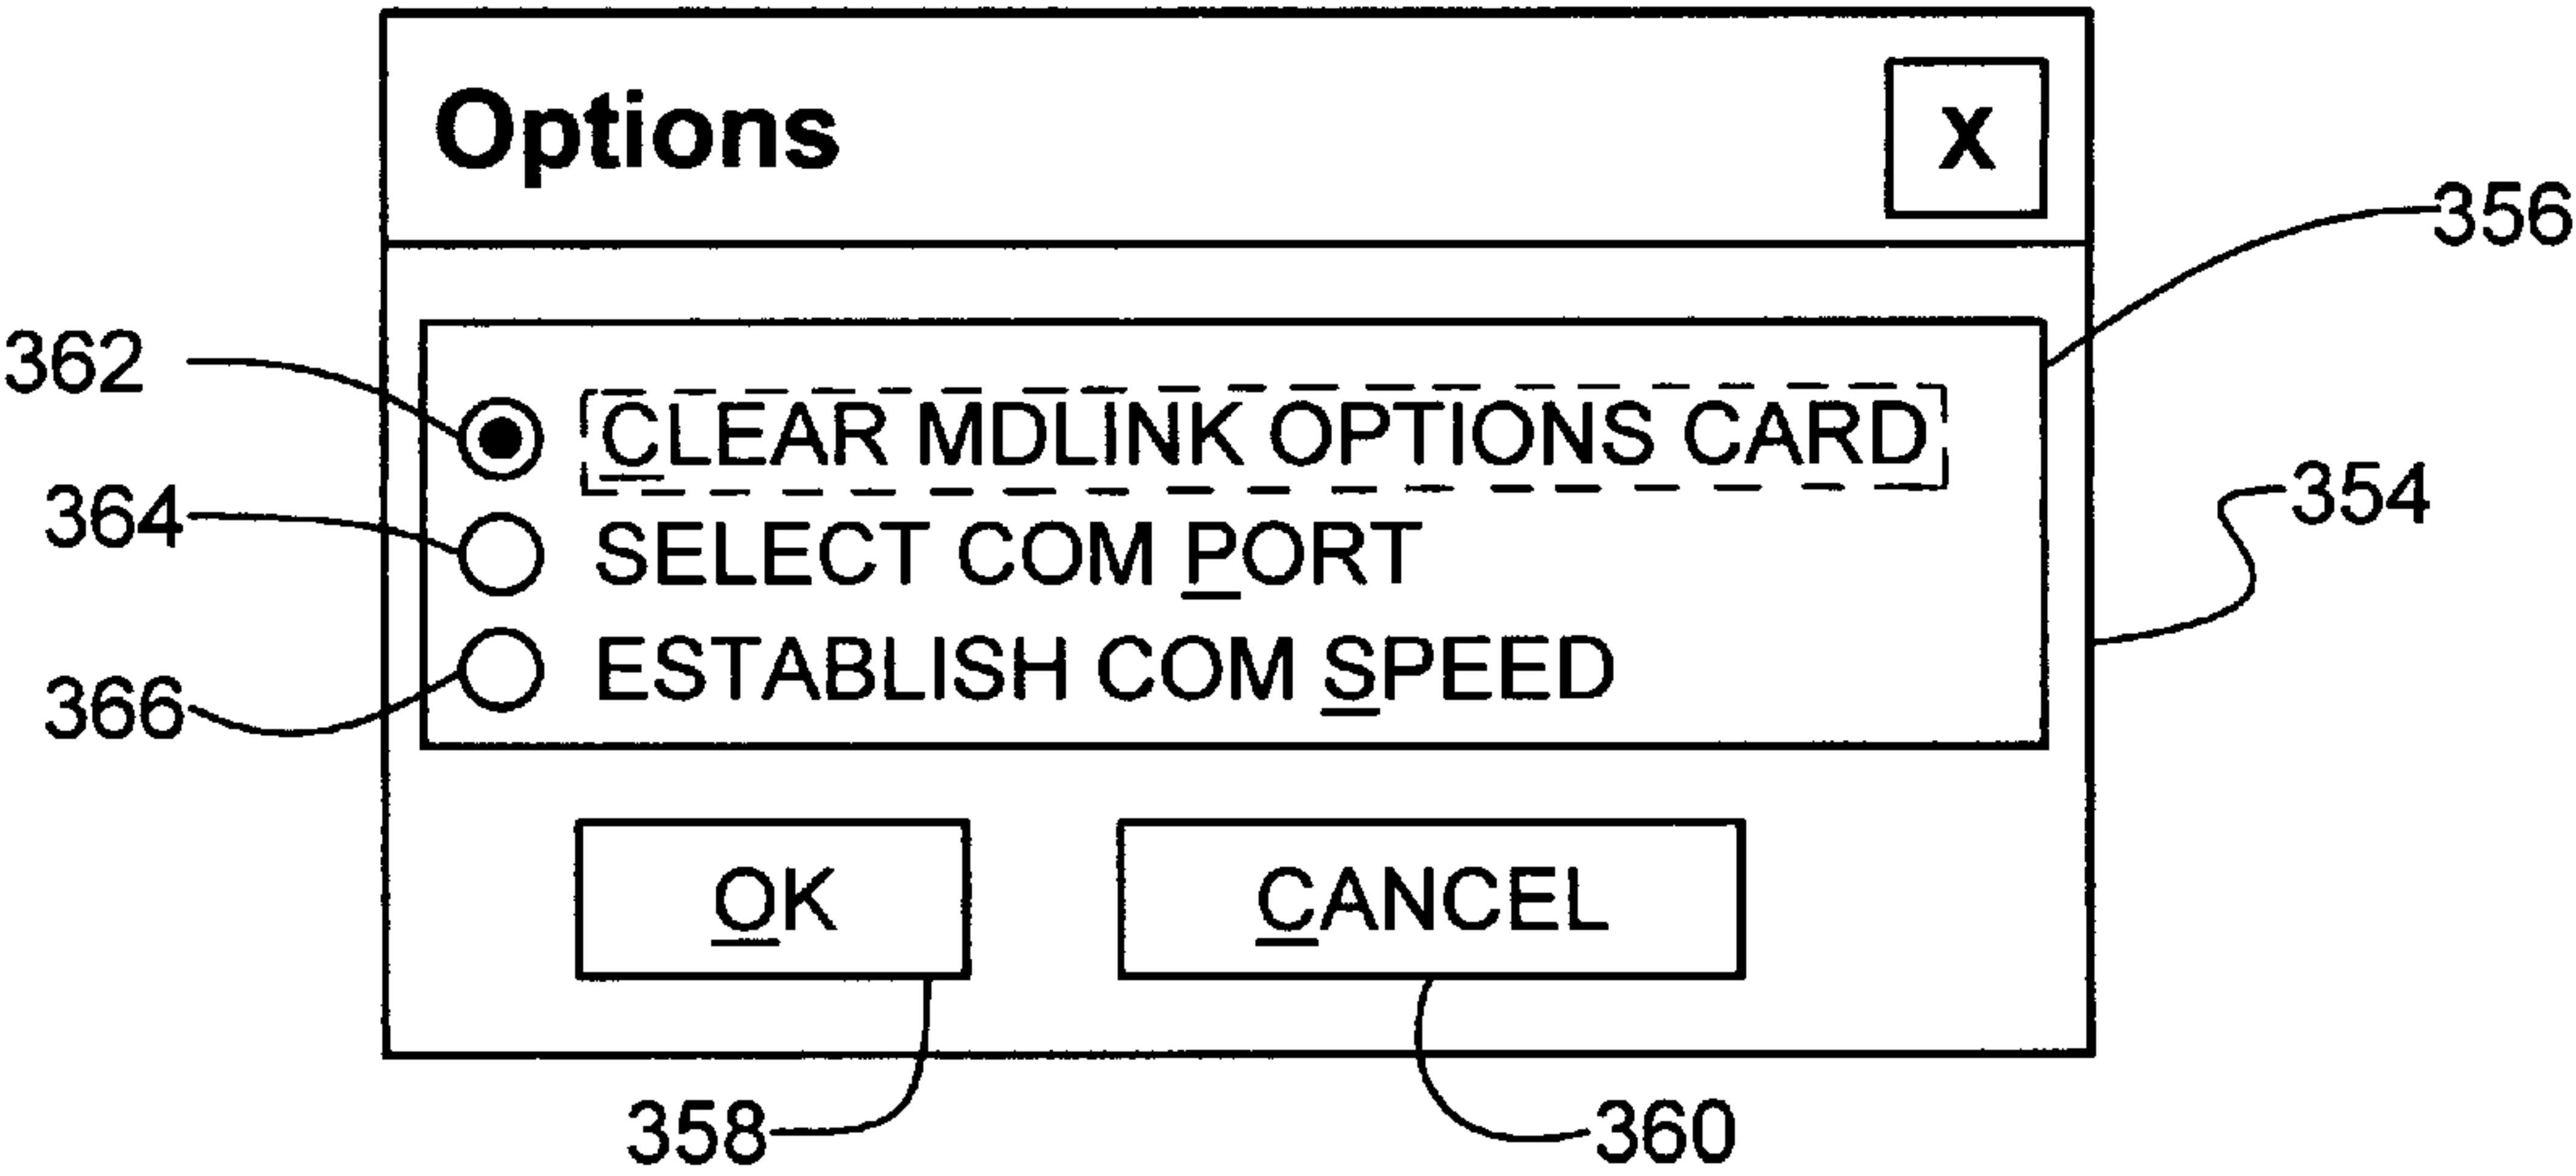 Options X
356
362 CLEAR MDLINK OPTIONS CARD
354
364 SELECT COM PORT
366 ESTABLISH COM SPEED
OK CANCEL
358 360